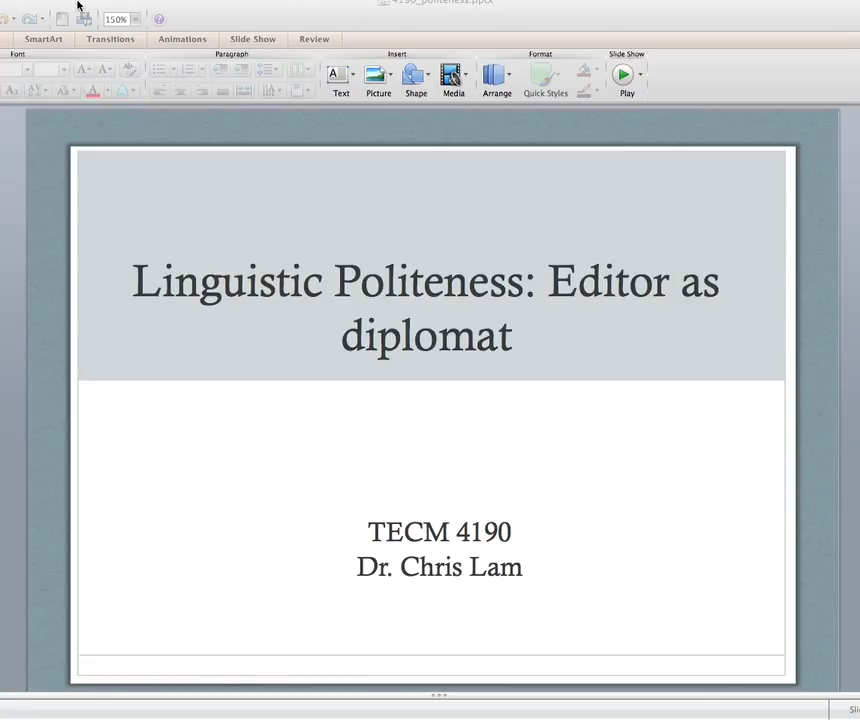 4190_politeness.pptx
150%
SmartArt Transitions Animations Slide Show Review
Font Paragraph Insert Format Slide Show
Text Picture Shape Media Arrange Quick Styles Play
Linguistic Politeness: Editor as
diplomat
TECM 4190
Dr. Chris Lam